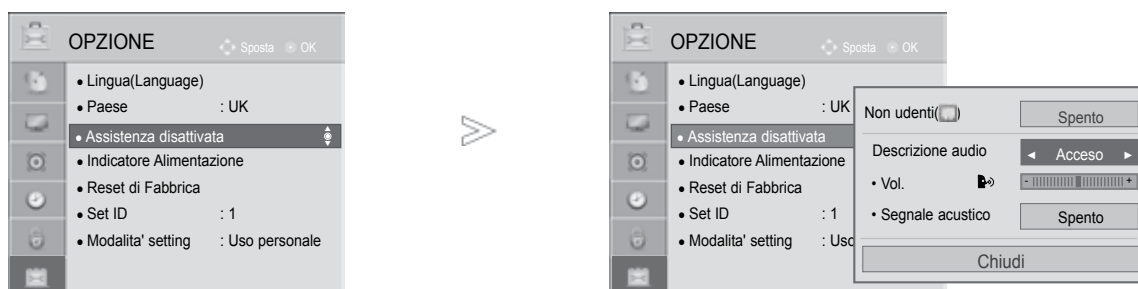 OPZIONE Sposta OK
• Lingua(Language)
• Paese : UK
• Assistenza disattivata
• Indicatore Alimentazione
• Reset di Fabbrica
• Set ID : 1
• Modalita' setting : Uso personale
OPZIONE Sposta OK
• Lingua(Language)
• Paese : UK
• Assistenza disattivata
• Indicatore Alimentazione
• Reset di Fabbrica
• Set ID : 1
• Modalita' setting : Uso
Non udenti( ) Spento
Descrizione audio ◄ Acceso ►
• Vol. - +
• Segnale acustico Spento
Chiudi